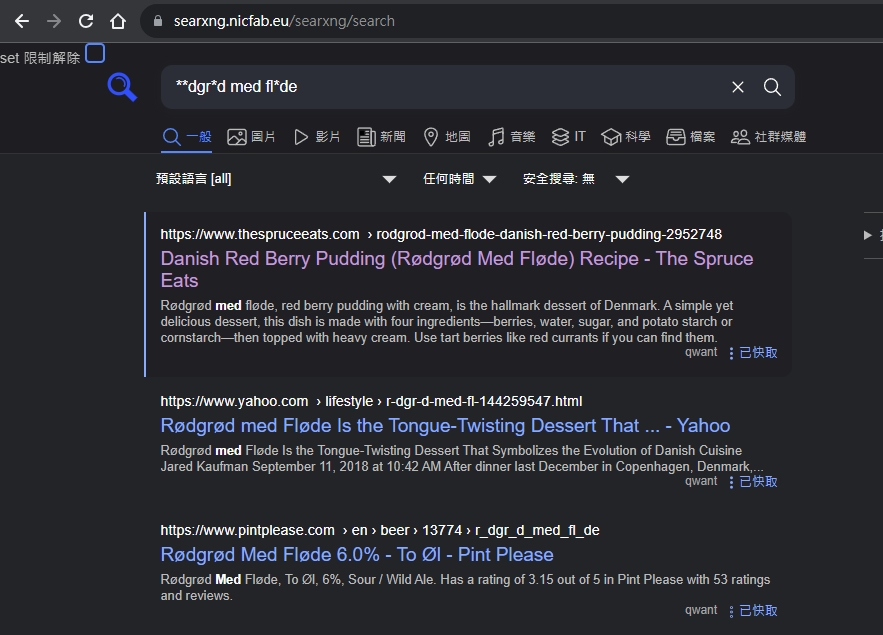 searxng.nicfab.eu/searxng/search
set 限制解除
**dgr*d med fl*de
一般 圖片 影片 新聞 地圖 音樂 IT 科學 檔案 社群媒體
預設語言 [all] 任何時間 安全搜尋: 無
https://www.thespruceeats.com › rodgrod-med-flode-danish-red-berry-pudding-2952748
Danish Red Berry Pudding (Rødgrød Med Fløde) Recipe - The Spruce
Eats
Rødgrød med fløde, red berry pudding with cream, is the hallmark dessert of Denmark. A simple yet
delicious dessert, this dish is made with four ingredients—berries, water, sugar, and potato starch or
cornstarch—then topped with heavy cream. Use tart berries like red currants if you can find them.
qwant 已快取
https://www.yahoo.com › lifestyle › r-dgr-d-med-fl-144259547.html
Rødgrød med Fløde Is the Tongue-Twisting Dessert That ... - Yahoo
Rødgrød med Fløde Is the Tongue-Twisting Dessert That Symbolizes the Evolution of Danish Cuisine
Jared Kaufman September 11, 2018 at 10:42 AM After dinner last December in Copenhagen, Denmark,...
qwant 已快取
https://www.pintplease.com › en › beer › 13774 › r_dgr_d_med_fl_de
Rødgrød Med Fløde 6.0% - To Øl - Pint Please
Rødgrød Med Fløde, To Øl, 6%, Sour / Wild Ale. Has a rating of 3.15 out of 5 in Pint Please with 53 ratings
and reviews.
qwant 已快取